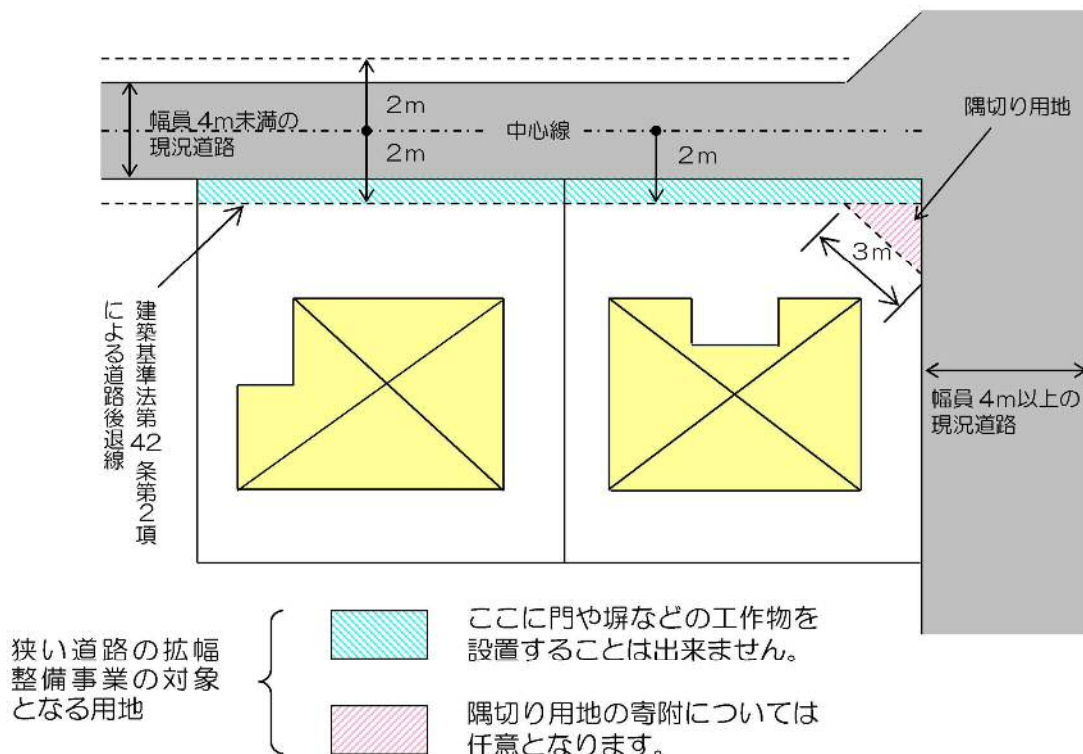 幅員4m未満の
現況道路
2m
2m
中心線
2m
隅切り用地
3m
建築基準法第42条第2項
による道路後退線
幅員4m以上の
現況道路
狭い道路の拡幅
整備事業の対象
となる用地
ここに門や塀などの工作物を
設置することは出来ません。
隅切り用地の寄附については
任意となります。